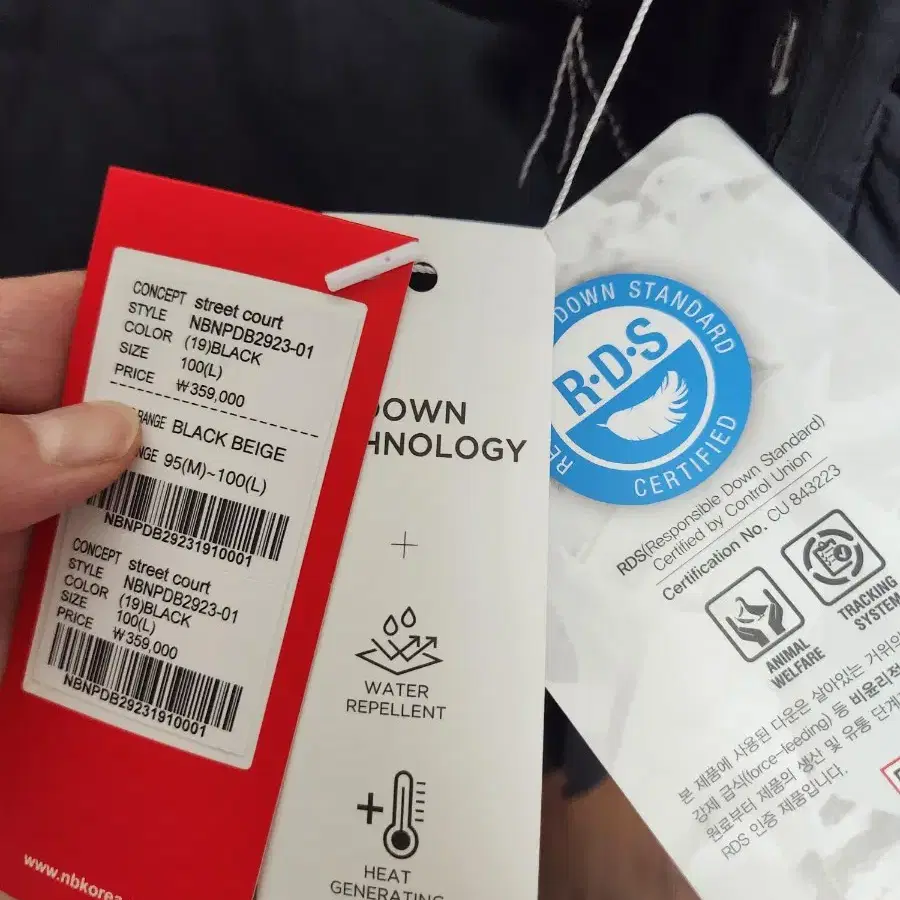 CONCEPT street court
STYLE NBNPDB2923-01
COLOR (19)BLACK
SIZE 100(L)
PRICE ₩359,000
RANGE BLACK BEIGE
NGE 95(M)~100(L)
NBNPDB29231910001
CONCEPT street court
STYLE NBNPDB2923-01
COLOR (19)BLACK
SIZE 100(L)
PRICE ₩359,000
NBNPDB29231910001
www.nbkorea
DOWN
HNOLOGY
+
WATER
REPELLENT
+
HEAT
GENERATING
DOWN STANDARD
R·D·S
RE
CERTIFIED
RDS(Responsible Down Standard)
Certified by Control Union
Certification No. CU 843223
ANIMAL
WELFARE
TRACKING
SYSTEM
본 제품에 사용된 다운은 살아있는 거위의
강제 급식(force-feeding) 등 비윤리적
원료부터 제품의 생산 및 유통 단계
RDS 인증 제품입니다.